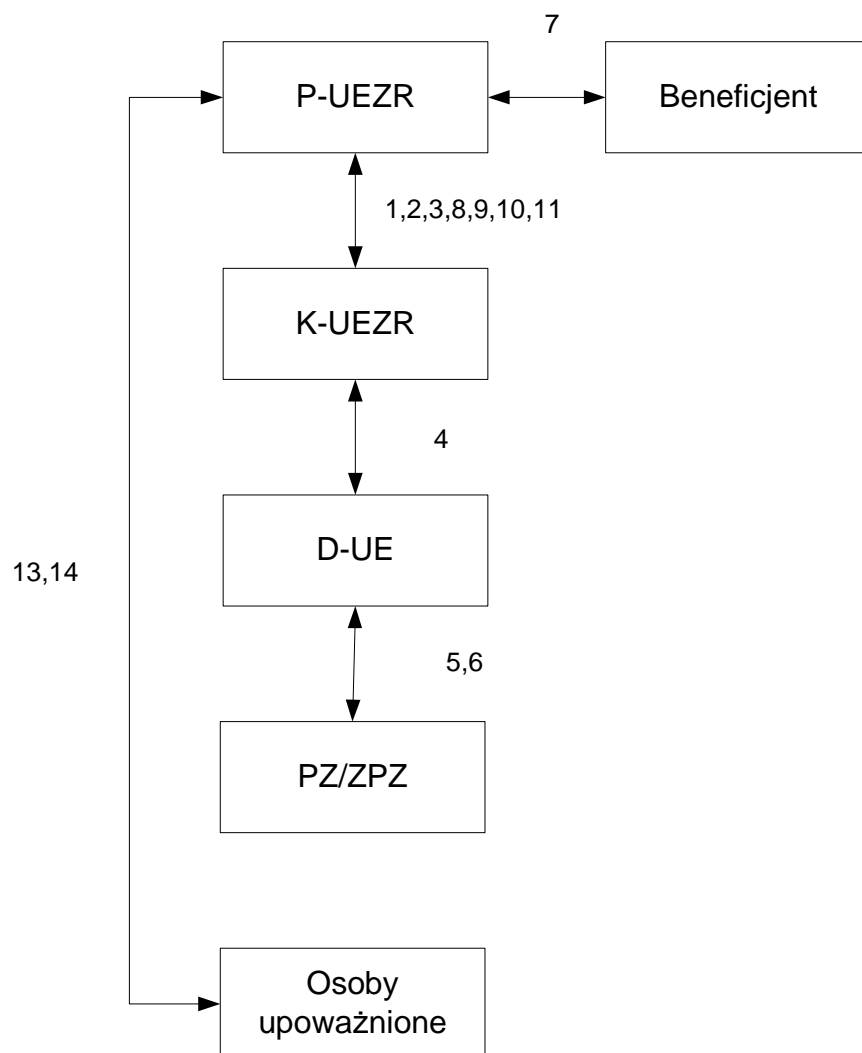 7
P-UEZR
Beneficjent
1,2,3,8,9,10,11
K-UEZR
4
D-UE
13,14
5,6
PZ/ZPZ
Osoby
upoważnione